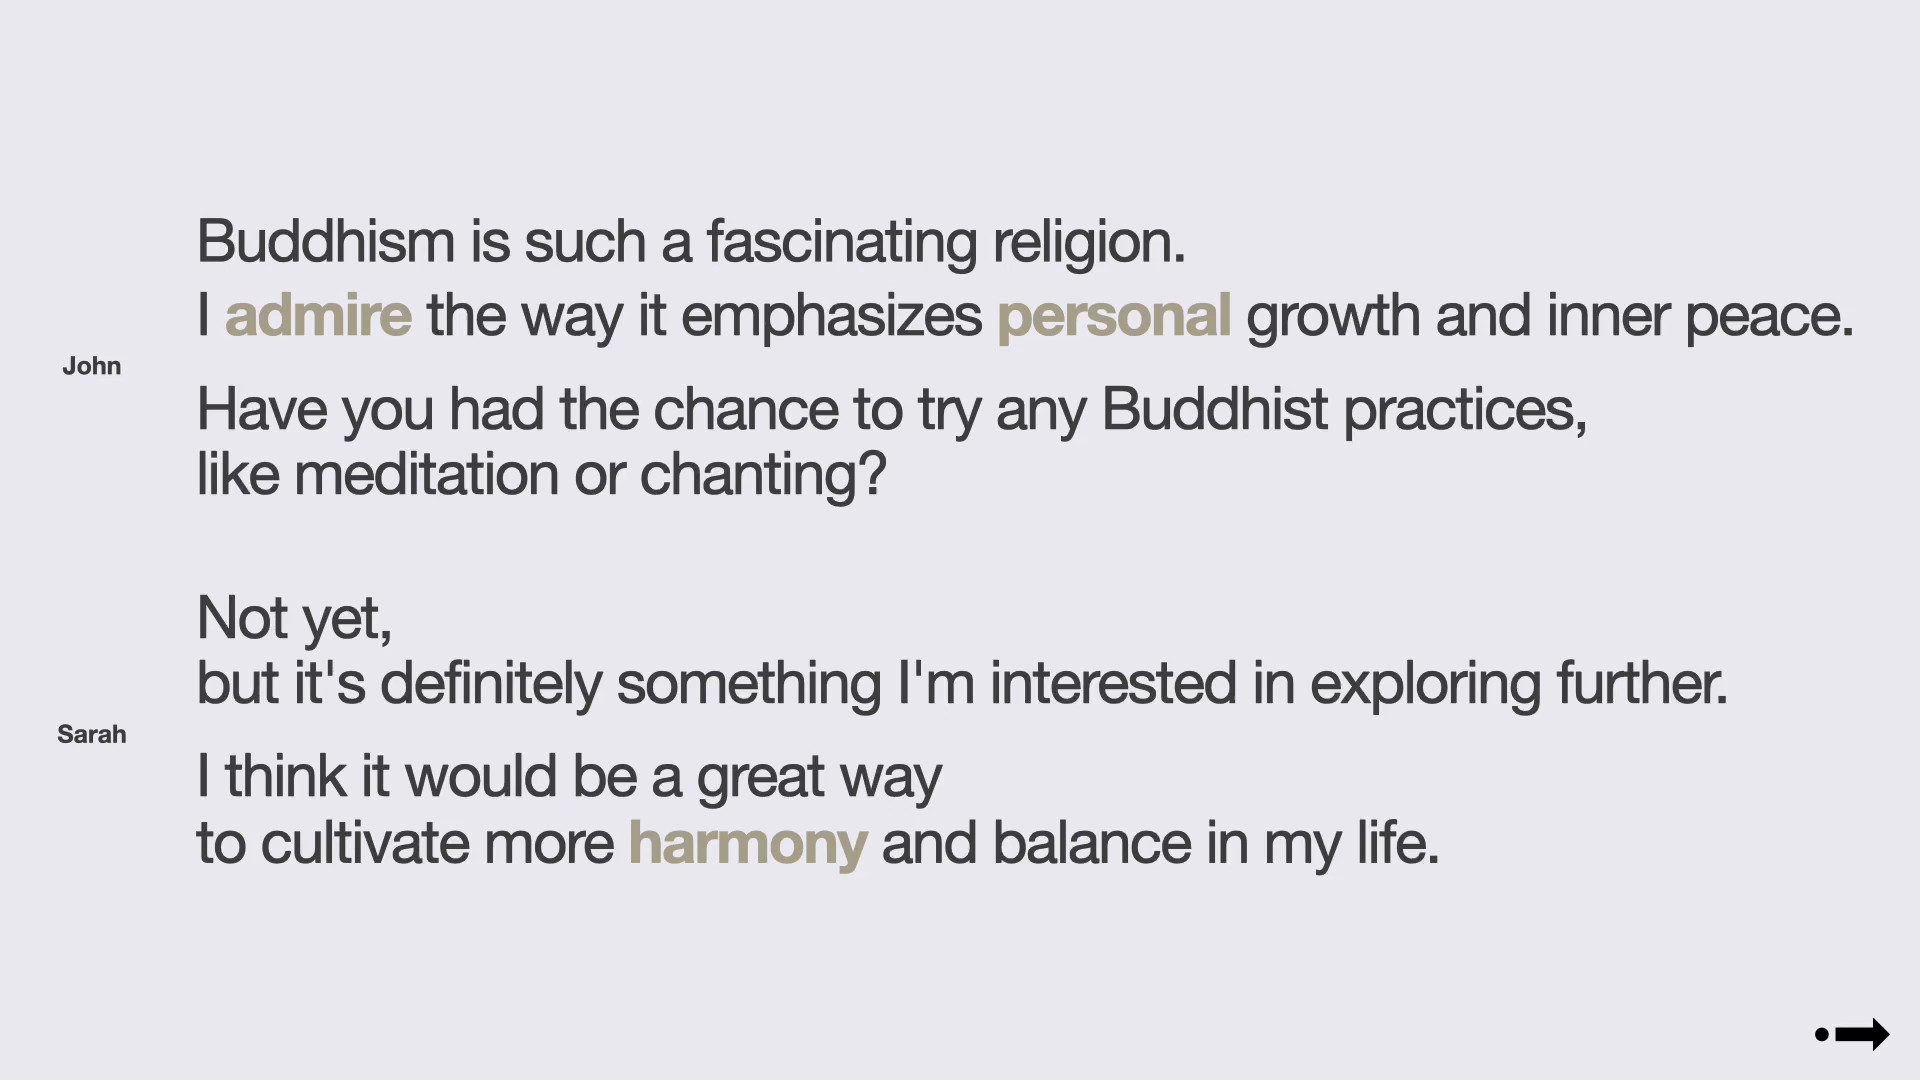 Buddhism is such a fascinating religion.
I admire the way it emphasizes personal growth and inner peace.
John
Have you had the chance to try any Buddhist practices,
like meditation or chanting?
Not yet,
but it's definitely something I'm interested in exploring further.
Sarah
I think it would be a great way
to cultivate more harmony and balance in my life.